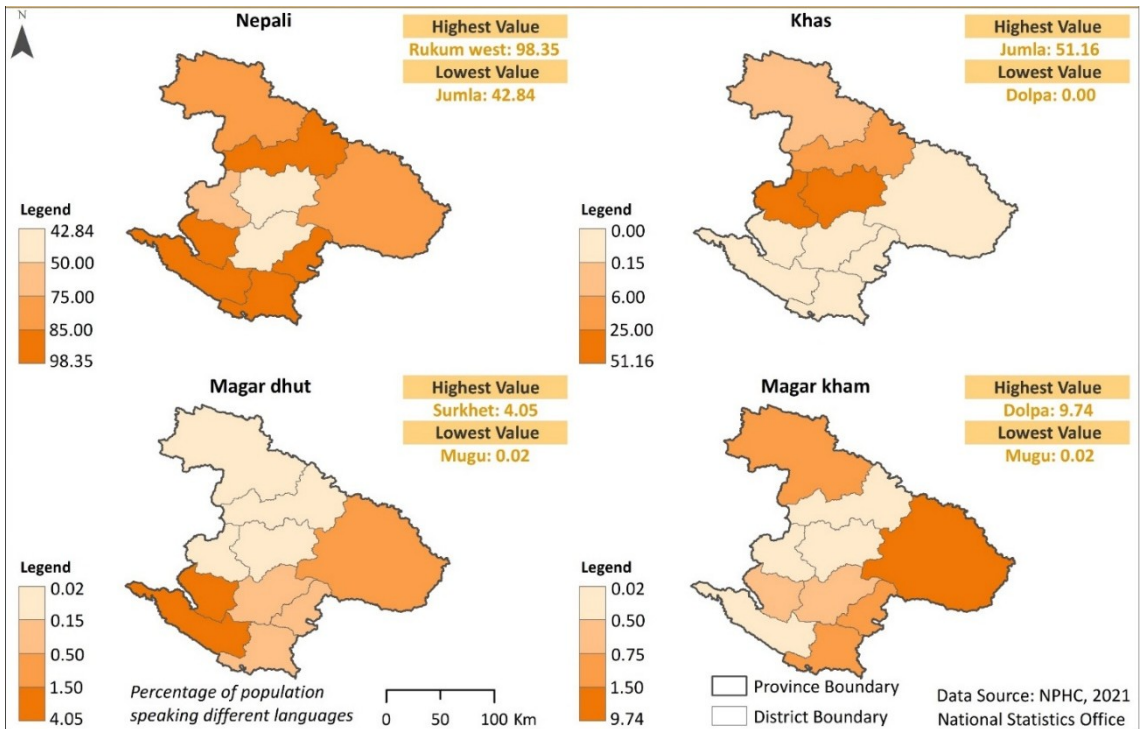 N
Nepali
Highest Value
Rukum west: 98.35
Lowest Value
Jumla: 42.84
Legend
42.84
50.00
75.00
85.00
98.35
Khas
Highest Value
Jumla: 51.16
Lowest Value
Dolpa: 0.00
Legend
0.00
0.15
6.00
25.00
51.16
Magar dhut
Highest Value
Surkhet: 4.05
Lowest Value
Mugu: 0.02
Legend
0.02
0.15
0.50
1.50
4.05
Magar kham
Highest Value
Dolpa: 9.74
Lowest Value
Mugu: 0.02
Legend
0.02
0.50
0.75
1.50
9.74
Percentage of population
speaking different languages
0 50 100 Km
Province Boundary
District Boundary
Data Source: NPHC, 2021
National Statistics Office